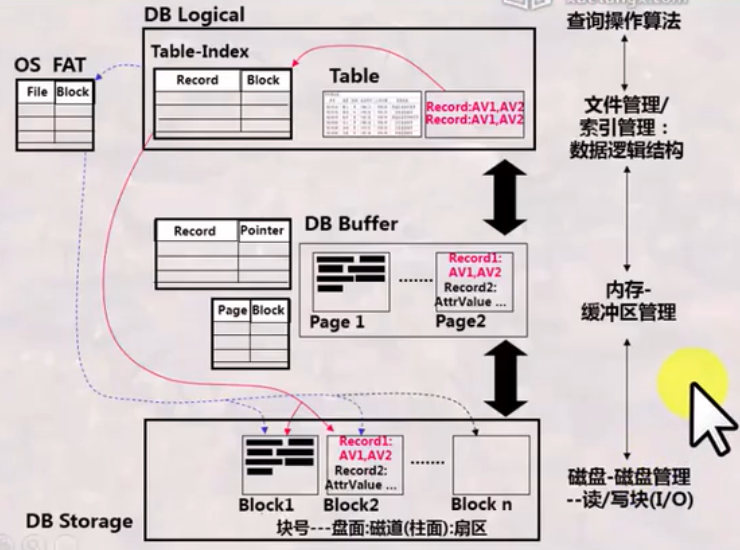 DB Logical
查询操作算法
OS FAT
Table-Index
File Block
Record Block
Table
Record:AV1,AV2
Record:AV1,AV2
文件管理/
索引管理：
数据逻辑结构
DB Buffer
Record Pointer
Record1:
AV1,AV2
Record2:
AttrValue ...
.......
Page 1
Page2
Page Block
内存-
缓冲区管理
Record1:
AV1,AV2
Record2:
AttrValue ...
.......
Block1
Block2
Block n
磁盘-磁盘管理
--读/写块(I/O)
DB Storage
块号---盘面:磁道(柱面):扇区